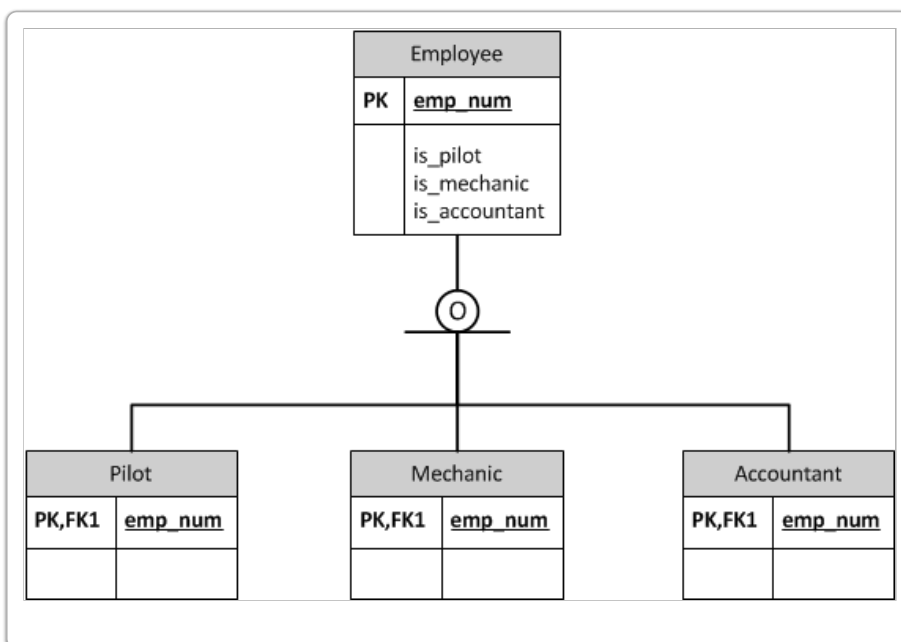 Employee
PK emp_num
is_pilot
is_mechanic
is_accountant
O
Pilot
PK,FK1 emp_num
Mechanic
PK,FK1 emp_num
Accountant
PK,FK1 emp_num